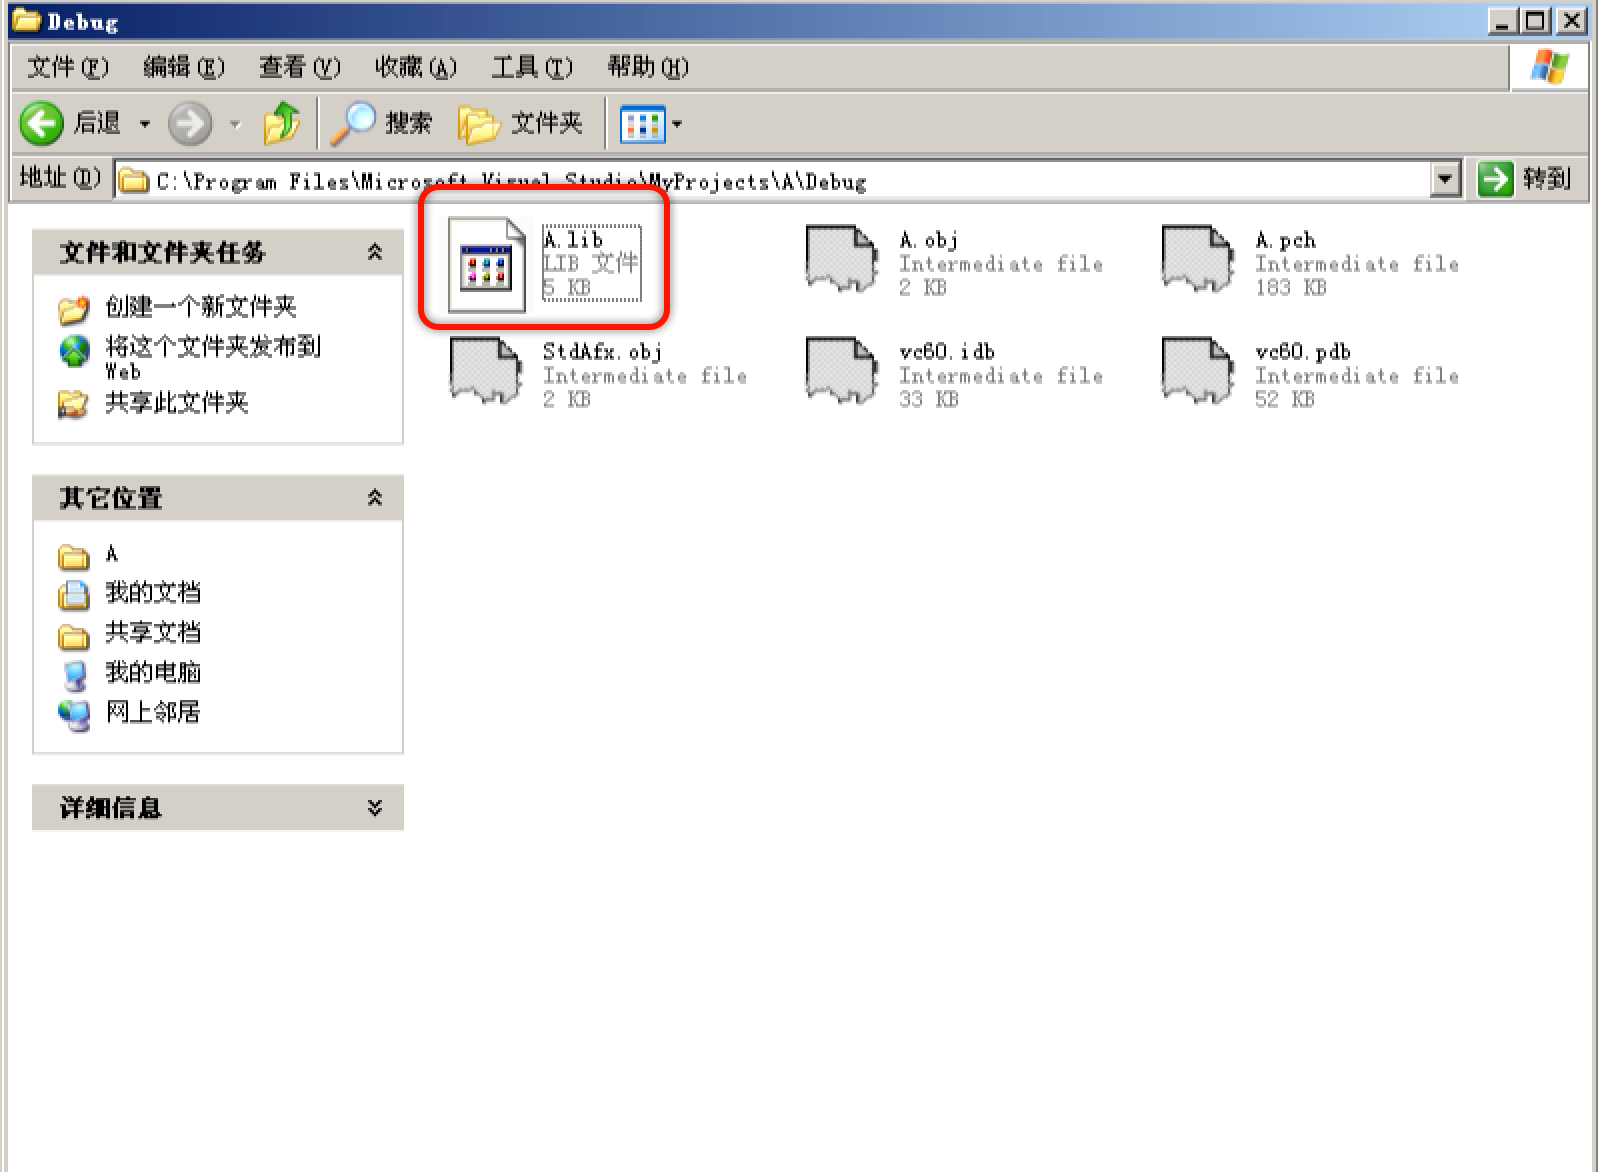 Debug
文件(F) 编辑(E) 查看(V) 收藏(A) 工具(T) 帮助(H)
后退 搜索 文件夹
地址(D) C:\Program Files\Microsoft Visual Studio\MyProjects\A\Debug 转到
文件和文件夹任务
创建一个新文件夹
将这个文件夹发布到
Web
共享此文件夹
其它位置
A
我的文档
共享文档
我的电脑
网上邻居
详细信息
A.lib
LIB 文件
5 KB
A.obj
Intermediate file
2 KB
A.pch
Intermediate file
183 KB
StdAfx.obj
Intermediate file
2 KB
vc60.idb
Intermediate file
33 KB
vc60.pdb
Intermediate file
52 KB